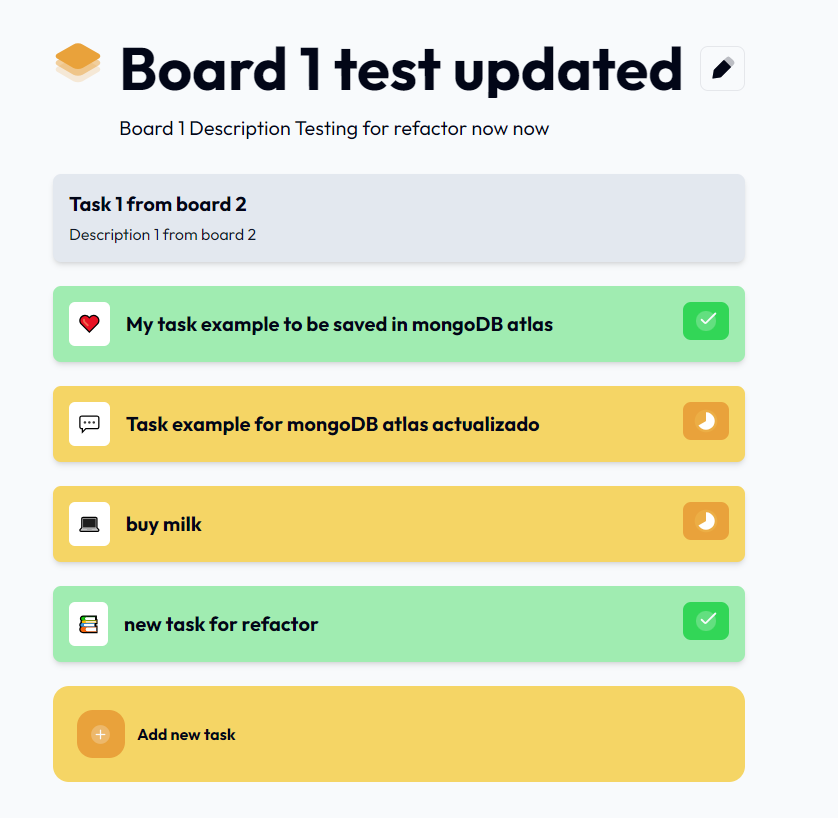 Board 1 test updated
Board 1 Description Testing for refactor now now
Task 1 from board 2
Description 1 from board 2
My task example to be saved in mongoDB atlas
Task example for mongoDB atlas actualizado
buy milk
new task for refactor
Add new task